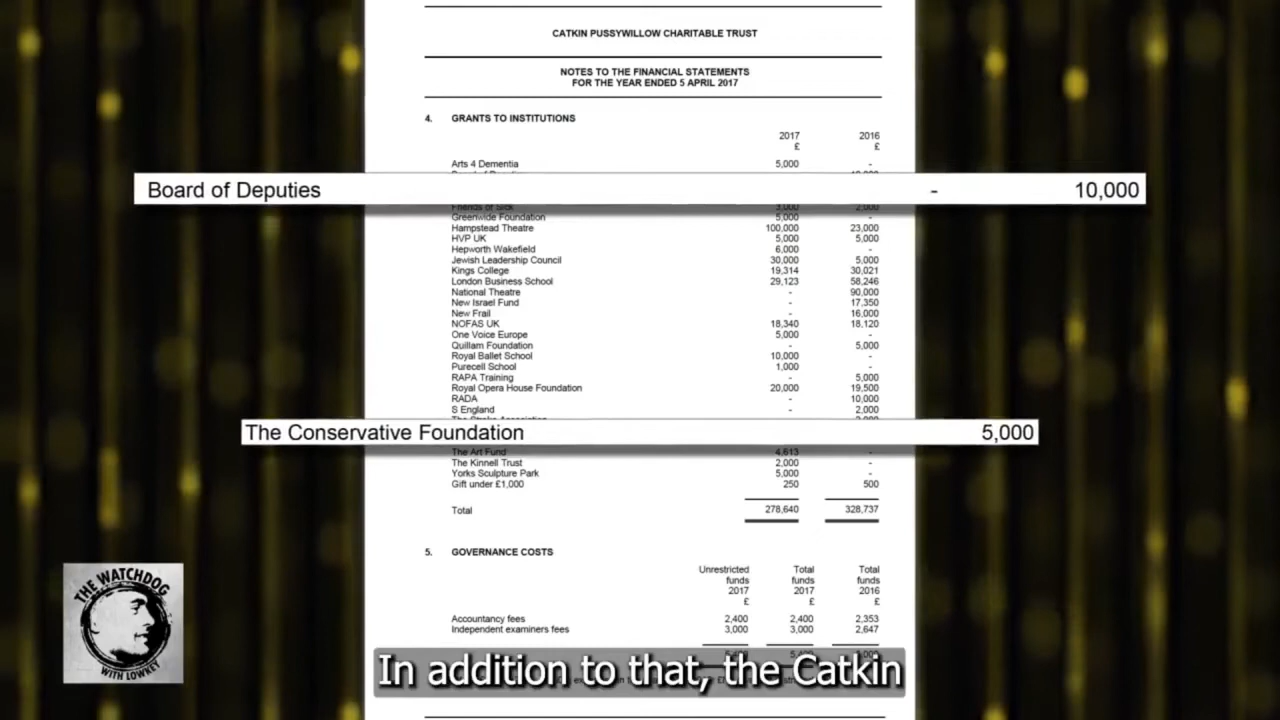 CATKIN PUSSYWILLOW CHARITABLE TRUST
NOTES TO THE FINANCIAL STATEMENTS
FOR THE YEAR ENDED 5 APRIL 2017
4. GRANTS TO INSTITUTIONS
2017 2016
£ £
Arts 4 Dementia 5,000 -
Board of Deputies - 10,000
Friends of Sick 3,000 2,000
Greenwide Foundation 5,000 -
Hampstead Theatre 100,000 23,000
HVP UK 5,000 5,000
Hepworth Wakefield 6,000 -
Jewish Leadership Council 30,000 5,000
Kings College 19,314 30,021
London Business School 29,123 58,246
National Theatre - 90,000
New Israel Fund - 17,350
New Frail - 16,000
NOFAS UK 18,340 18,120
One Voice Europe 5,000 -
Quillam Foundation - 5,000
Royal Ballet School 10,000 -
Purecell School 1,000 -
RAPA Training - 5,000
Royal Opera House Foundation 20,000 19,500
RADA - 10,000
S England - 2,000
The Conservative Foundation 5,000
The Art Fund 4,613 -
The Kinnell Trust 2,000 -
Yorks Sculpture Park 5,000 -
Gift under £1,000 250 500
Total 278,640 328,737
5. GOVERNANCE COSTS
Unrestricted Total Total
funds funds funds
2017 2017 2016
£ £ £
Accountancy fees 2,400 2,400 2,353
Independent examiners fees 3,000 3,000 2,647
THE WATCHDOG
WITH LOWKEY
In addition to that, the Catkin